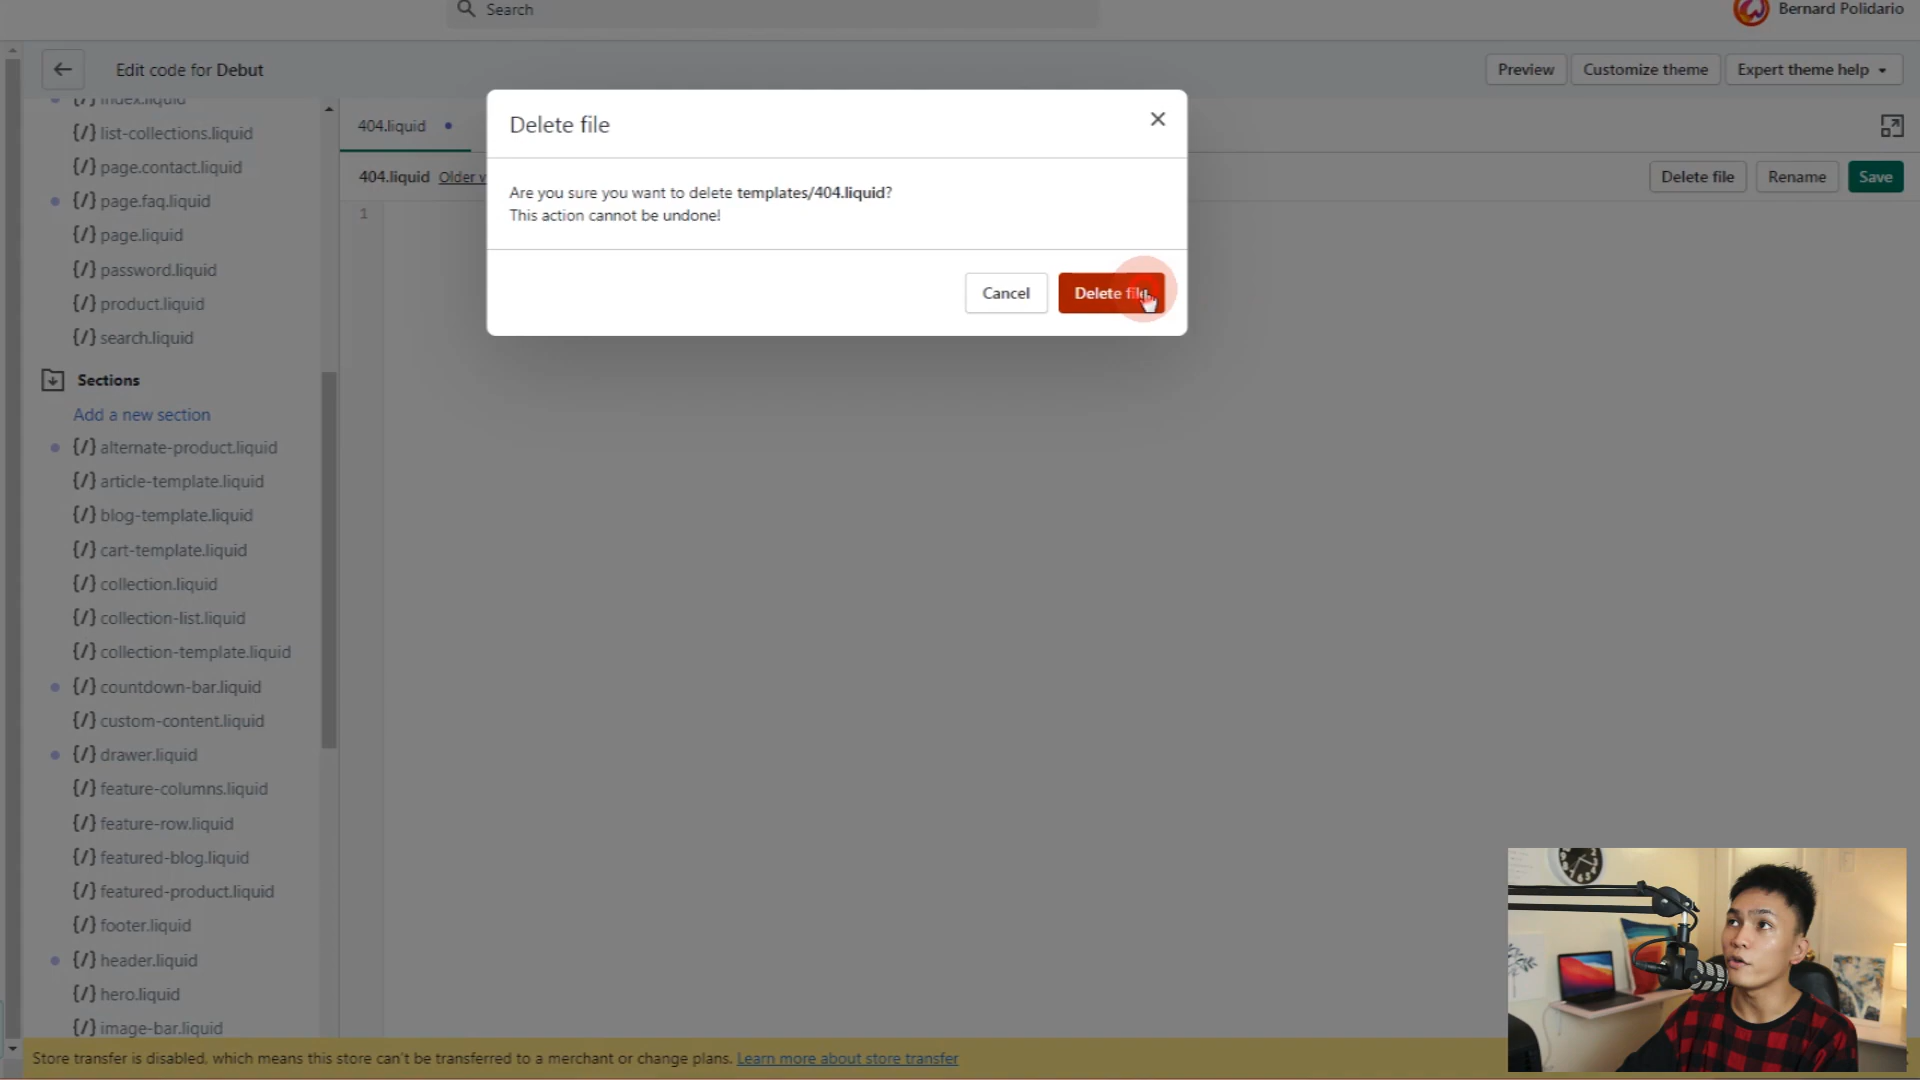 Search
Bernard Polidario
Edit code for Debut
Preview
Customize theme
Expert theme help
{/} index.liquid
{/} list-collections.liquid
{/} page.contact.liquid
{/} page.faq.liquid
{/} page.liquid
{/} password.liquid
{/} product.liquid
{/} search.liquid
Sections
Add a new section
{/} alternate-product.liquid
{/} article-template.liquid
{/} blog-template.liquid
{/} cart-template.liquid
{/} collection.liquid
{/} collection-list.liquid
{/} collection-template.liquid
{/} countdown-bar.liquid
{/} custom-content.liquid
{/} drawer.liquid
{/} feature-columns.liquid
{/} feature-row.liquid
{/} featured-blog.liquid
{/} featured-product.liquid
{/} footer.liquid
{/} header.liquid
{/} hero.liquid
{/} image-bar.liquid
404.liquid
404.liquid Older v
Delete file
Rename
Save
1
Delete file
Are you sure you want to delete templates/404.liquid?
This action cannot be undone!
Cancel
Delete file
Store transfer is disabled, which means this store can't be transferred to a merchant or change plans. Learn more about store transfer